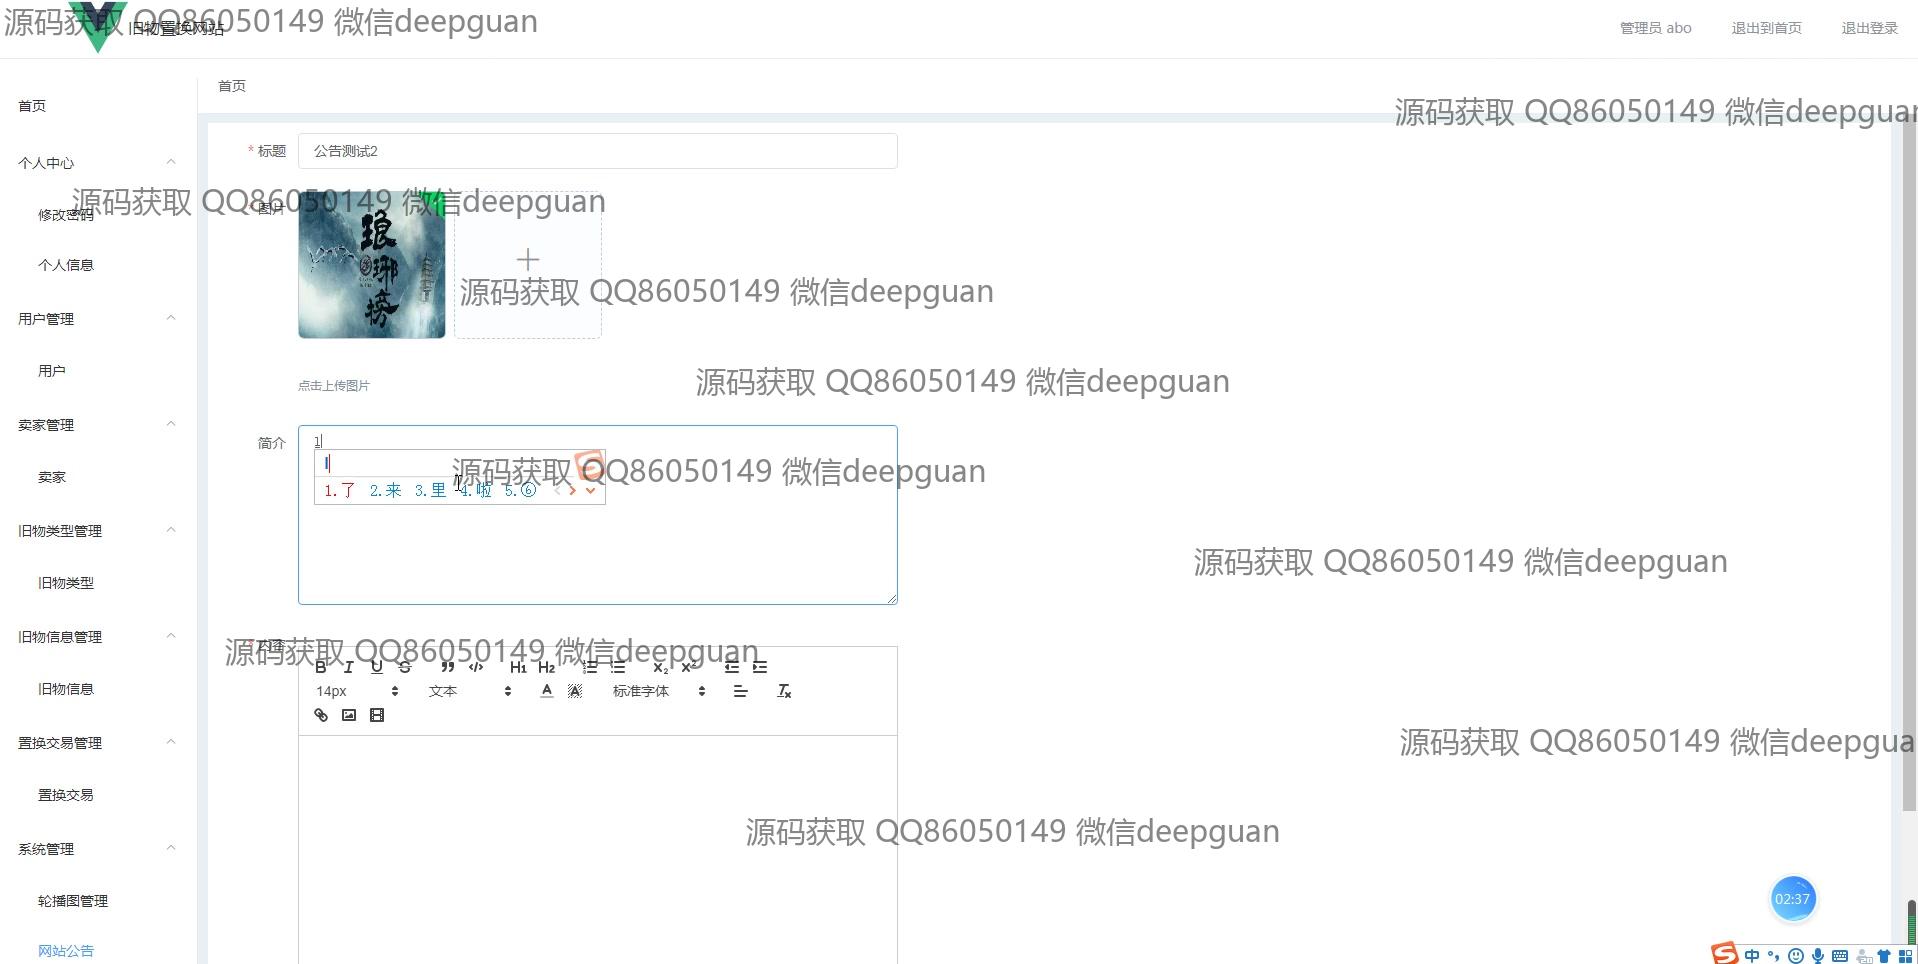 源码获取 QQ86050149 微信deepguan
旧物置换网站
管理员 abo
退出到首页
退出登录
首页
首页
源码获取 QQ86050149 微信deepguan
* 标题
公告测试2
个人中心
源码获取 QQ86050149 微信deepguan
* 图片
修改密码
琅琊榜
个人信息
源码获取 QQ86050149 微信deepguan
用户管理
用户
点击上传图片
源码获取 QQ86050149 微信deepguan
卖家管理
简介
l
l
源码获取 QQ86050149 微信deepguan
卖家
1.了 2.来 3.里 4.啦 5.⑥
旧物类型管理
源码获取 QQ86050149 微信deepguan
旧物类型
旧物信息管理
* 内容
源码获取 QQ86050149 微信deepguan
B I U S H1 H2 X2 X2
旧物信息
14px 文本 A A 标准字体 Tx
置换交易管理
源码获取 QQ86050149 微信deepgua
置换交易
源码获取 QQ86050149 微信deepguan
系统管理
轮播图管理
02:37
网站公告
S 中